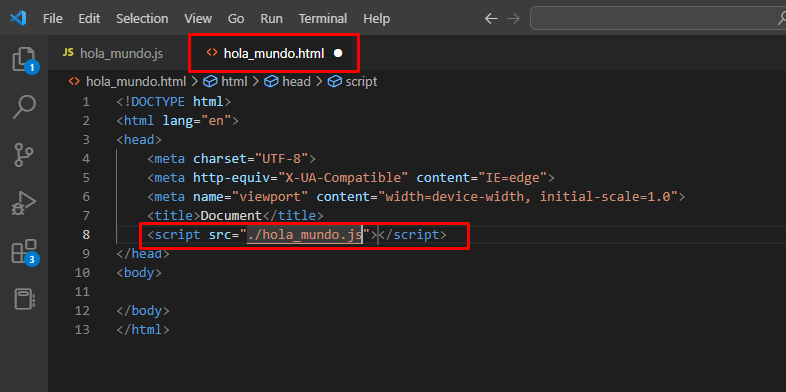 File Edit Selection View Go Run Terminal Help
JS hola_mundo.js <> hola_mundo.html
1
3
<> hola_mundo.html > html > head > script
1 <!DOCTYPE html>
2 <html lang="en">
3 <head>
4 <meta charset="UTF-8">
5 <meta http-equiv="X-UA-Compatible" content="IE=edge">
6 <meta name="viewport" content="width=device-width, initial-scale=1.0">
7 <title>Document</title>
8 <script src="./hola_mundo.js"></script>
9 </head>
10 <body>
11
12 </body>
13 </html>